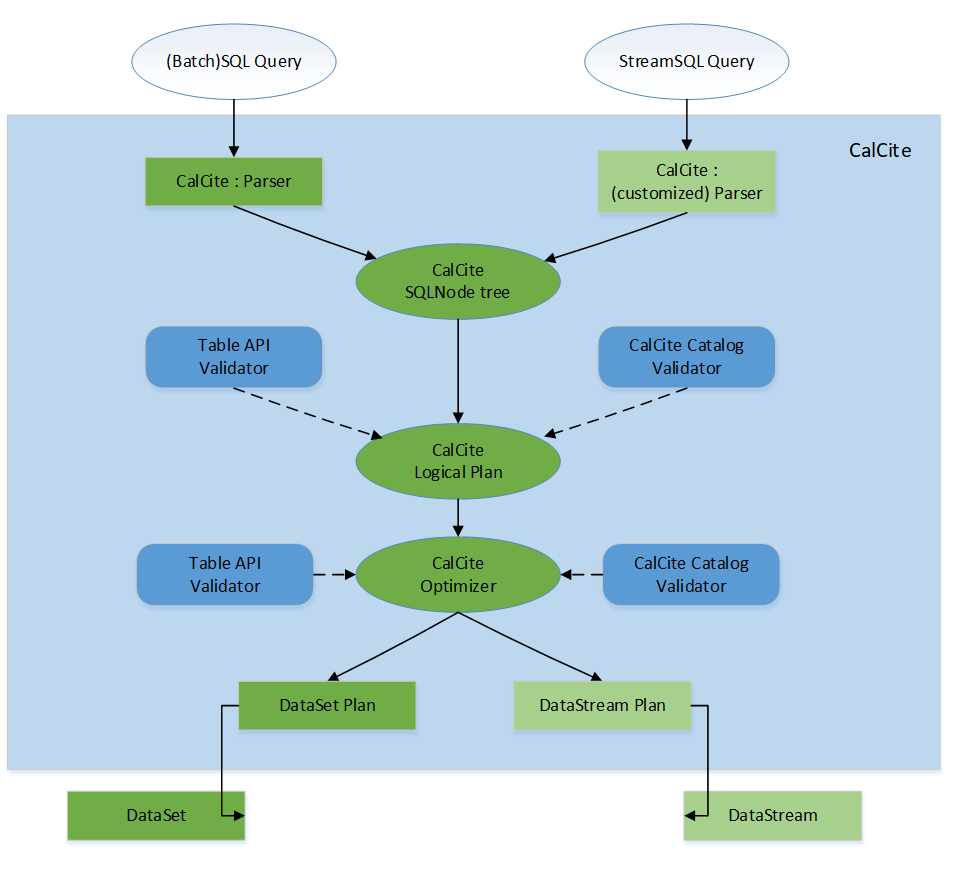 (Batch)SQL Query
StreamSQL Query
CalCite
CalCite : Parser
CalCite :
(customized) Parser
CalCite
SQLNode tree
Table API
Validator
CalCite Catalog
Validator
CalCite
Logical Plan
Table API
Validator
CalCite
Optimizer
CalCite Catalog
Validator
DataSet Plan
DataStream Plan
DataSet
DataStream